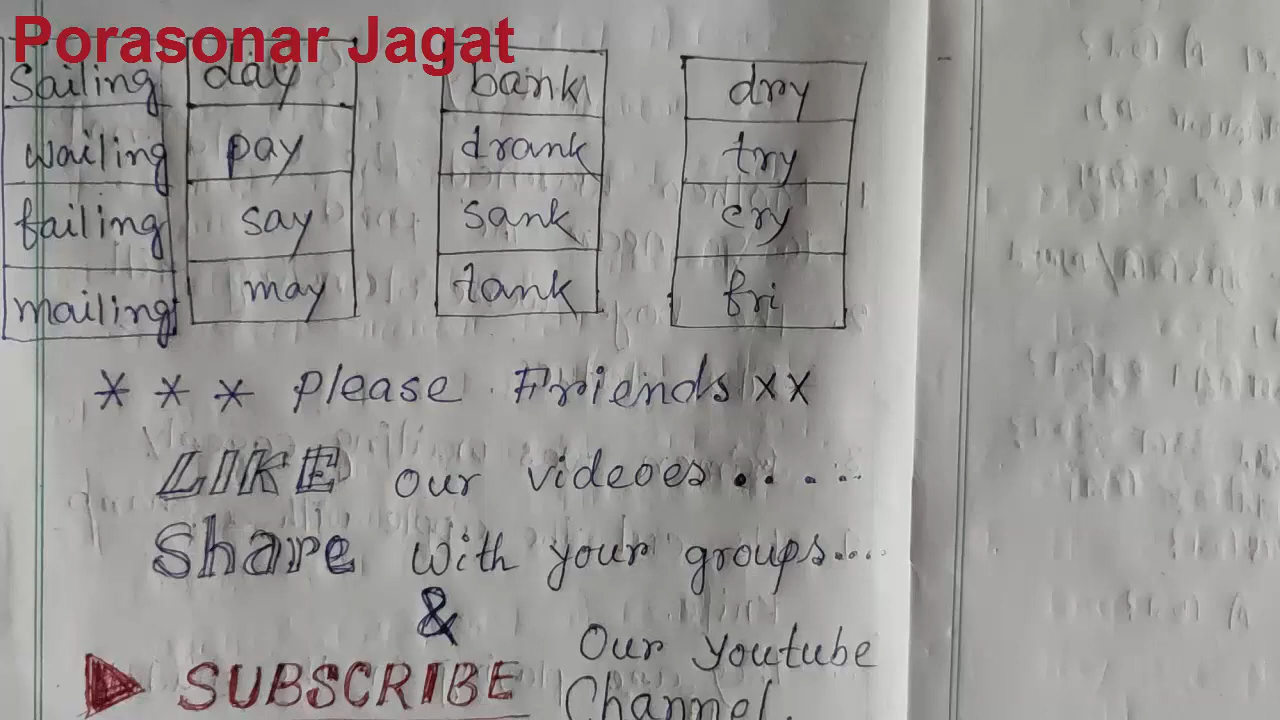 Porasonar Jagat
Sailing day bank dry
wailing pay drank try
failing say sank cry
mailing may tank fri
* * * Please Friends x x
LIKE our videoes.....
Share with your groups....
&
SUBSCRIBE Our Youtube
Channel.